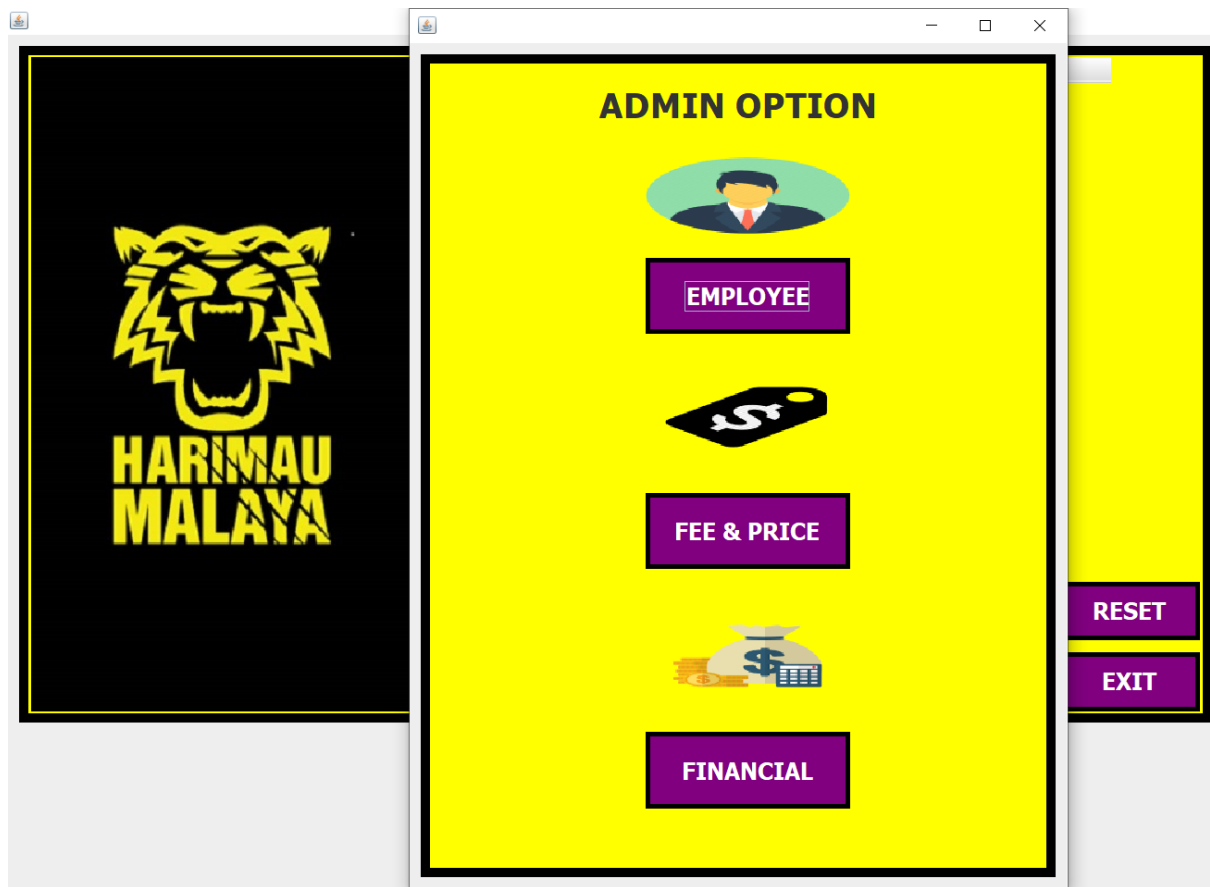 HARIMAU
MALAYA
ADMIN OPTION
EMPLOYEE
$
FEE & PRICE
$
$
FINANCIAL
RESET
EXIT